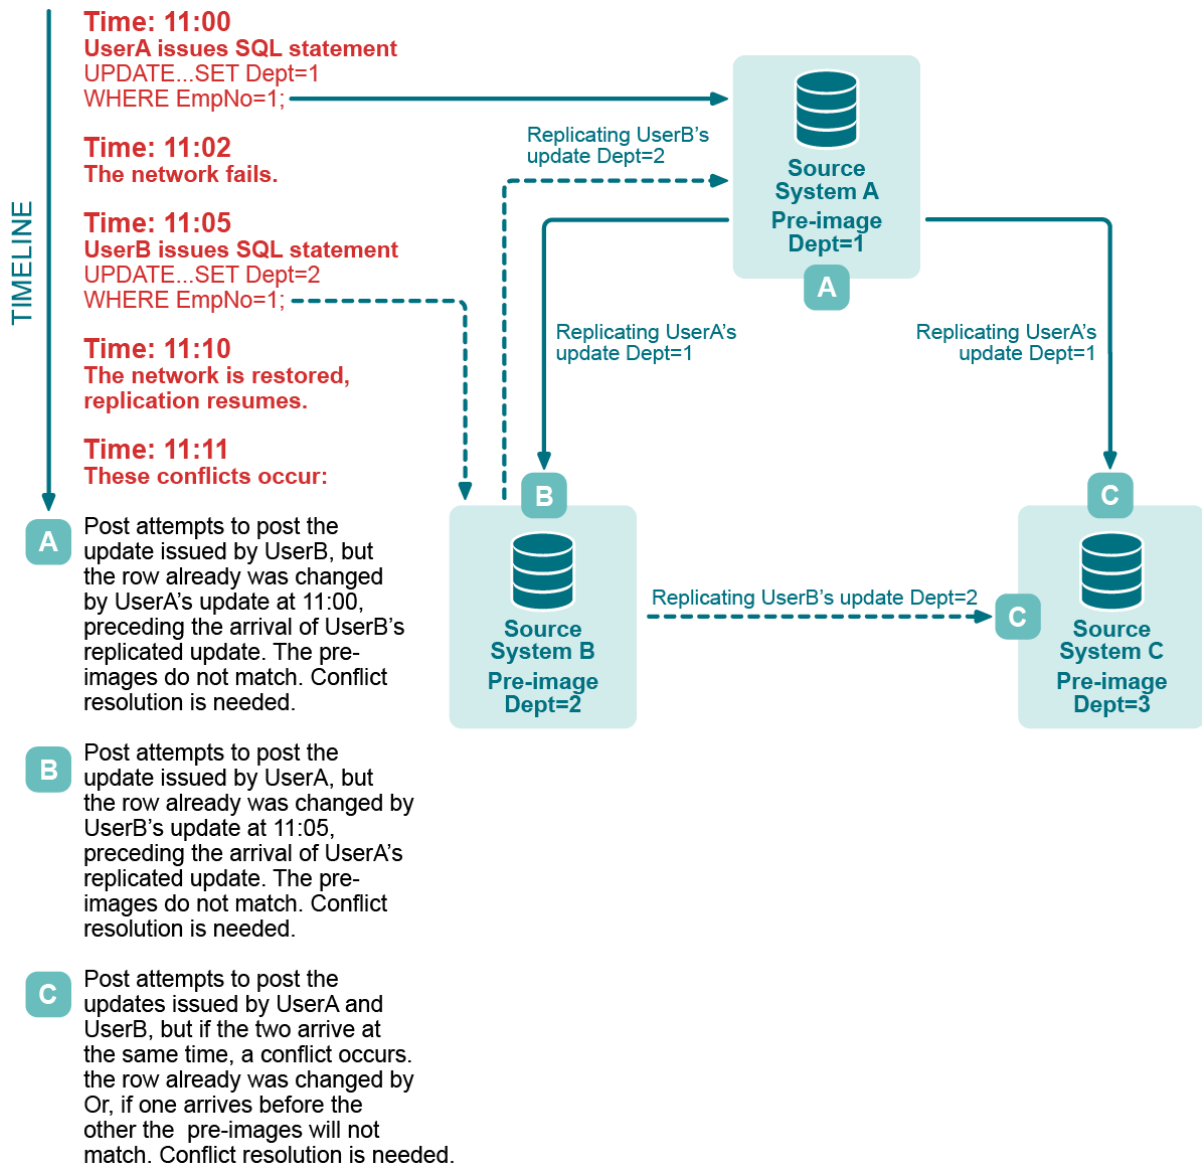 TIMELINE
Time: 11:00
UserA issues SQL statement
UPDATE...SET Dept=1
WHERE EmpNo=1;
Time: 11:02
The network fails.
Time: 11:05
UserB issues SQL statement
UPDATE...SET Dept=2
WHERE EmpNo=1;
Time: 11:10
The network is restored,
replication resumes.
Time: 11:11
These conflicts occur:
A
Post attempts to post the
update issued by UserB, but
the row already was changed
by UserA’s update at 11:00,
preceding the arrival of UserB’s
replicated update. The pre-
images do not match. Conflict
resolution is needed.
B
Post attempts to post the
update issued by UserA, but
the row already was changed by
UserB’s update at 11:05,
preceding the arrival of UserA’s
replicated update. The pre-
images do not match. Conflict
resolution is needed.
C
Post attempts to post the
updates issued by UserA and
UserB, but if the two arrive at
the same time, a conflict occurs.
the row already was changed by
Or, if one arrives before the
other the pre-images will not
match. Conflict resolution is needed.
Replicating UserB’s
update Dept=2
Source
System A
Pre-image
Dept=1
A
Replicating UserA’s
update Dept=1
Replicating UserA’s
update Dept=1
B
Source
System B
Pre-image
Dept=2
Replicating UserB’s update Dept=2
C
C
Source
System C
Pre-image
Dept=3